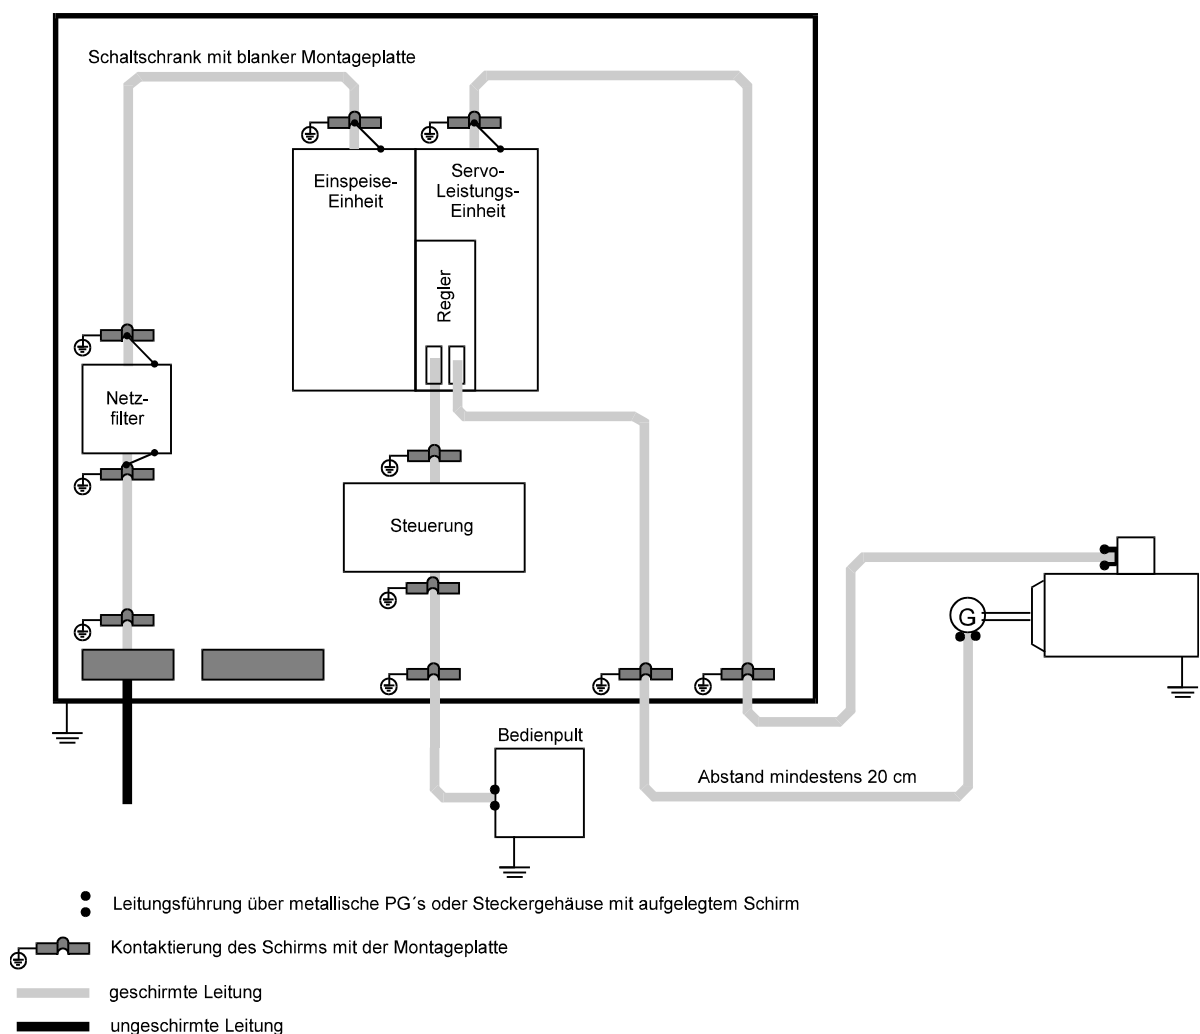 Schaltschrank mit blanker Montageplatte
Einspeise-
Einheit
Servo-
Leistungs-
Einheit
Regler
Netz-
filter
Steuerung
G
Bedienpult
Abstand mindestens 20 cm
Leitungsführung über metallische PG´s oder Steckergehäuse mit aufgelegtem Schirm
Kontaktierung des Schirms mit der Montageplatte
geschirmte Leitung
ungeschirmte Leitung